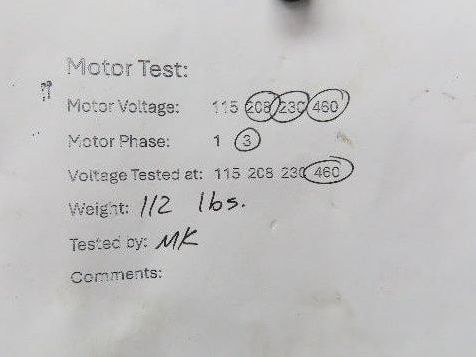 Motor Test:
Motor Voltage: 115 208 230 460
Motor Phase: 1 3
Voltage Tested at: 115 208 230 460
Weight: 112 lbs.
Tested by: MK
Comments: